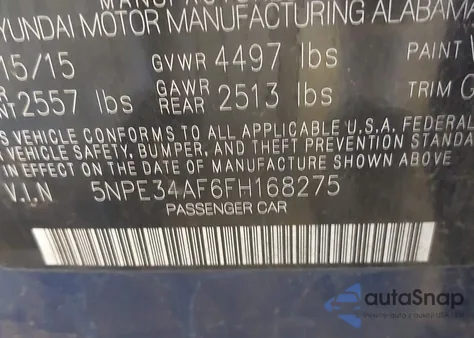 HYUNDAI MOTOR MANUFACTURING ALABAMA
15/15 GVWR 4497 lbs PAINT
GAWR
NT 2557 lbs REAR 2513 lbs TRIM G
S VEHICLE CONFORMS TO ALL APPLICABLE U.S.A. FEDERAL
VEHICLE SAFETY, BUMPER, AND THEFT PREVENTION STANDA
IN EFFECT ON THE DATE OF MANUFACTURE SHOWN ABOVE
V.I.N 5NPE34AF6FH168275
PASSENGER CAR
autoSnap